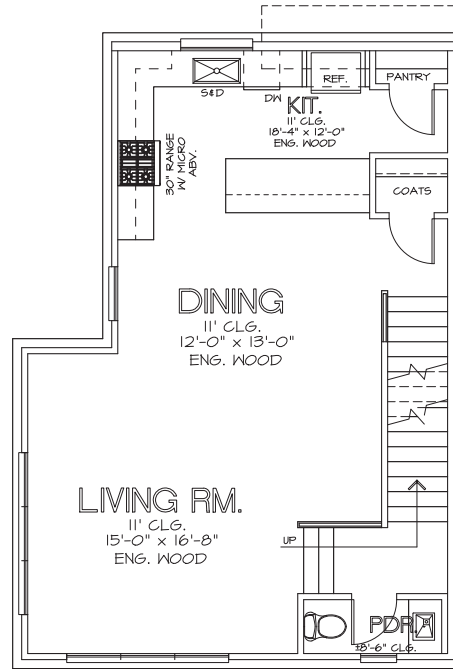 REF.
PANTRY
S&D
DW
KIT.
11' CLG.
18'-4" x 12'-0"
ENG. WOOD
30" RANGE
W/ MICRO
ABV.
COATS
DINING
11' CLG.
12'-0" x 13'-0"
ENG. WOOD
LIVING RM.
11' CLG.
15'-0" x 16'-8"
ENG. WOOD
UP
PDR.
±8'-6" CLG.